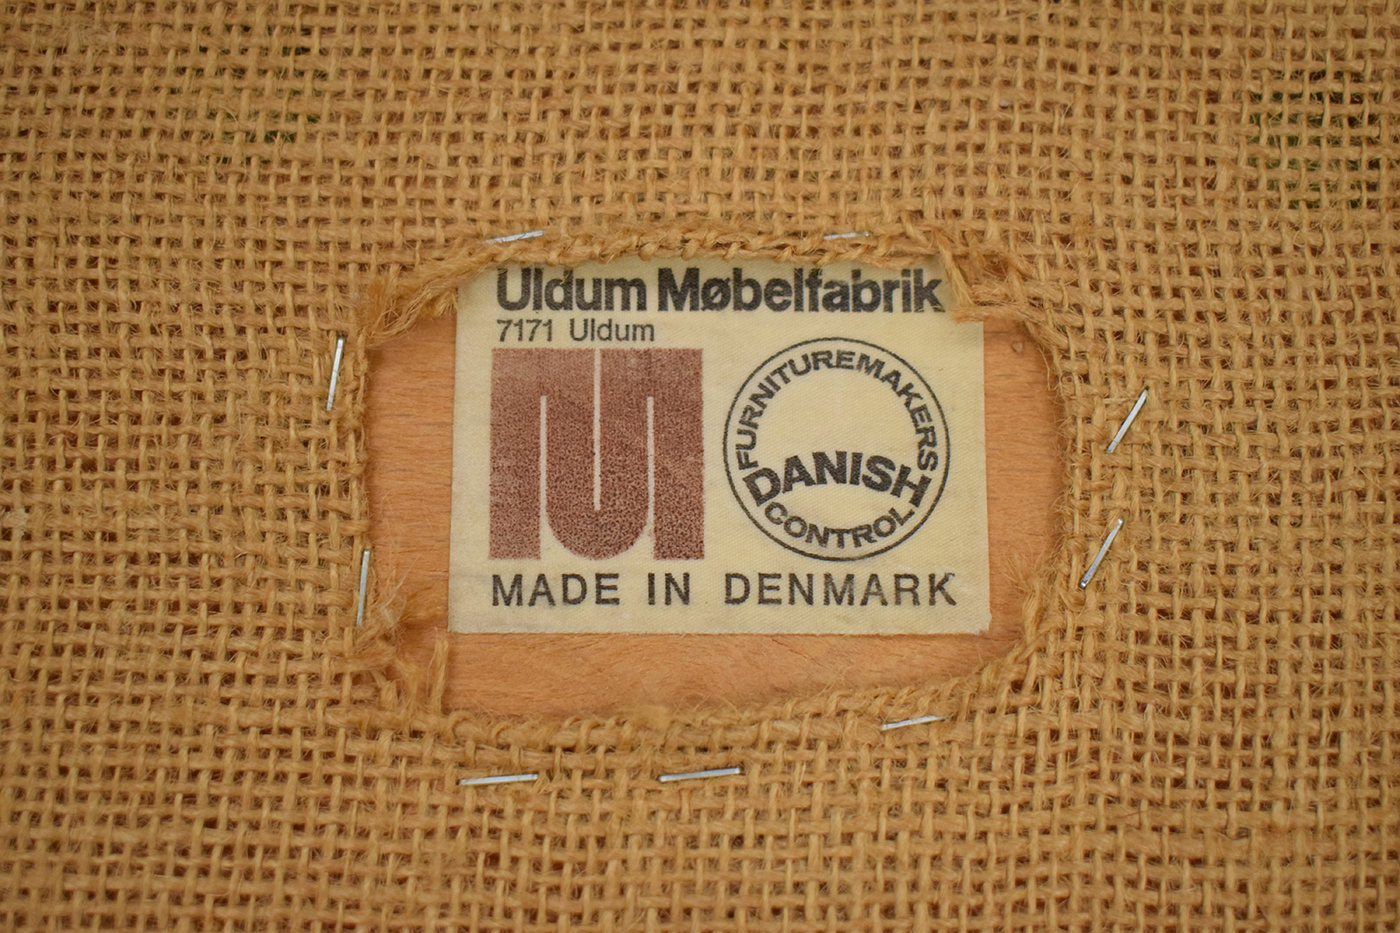 Uldum Møbelfabrik
7171 Uldum
FURNITUREMAKERS
DANISH
CONTROL
MADE IN DENMARK